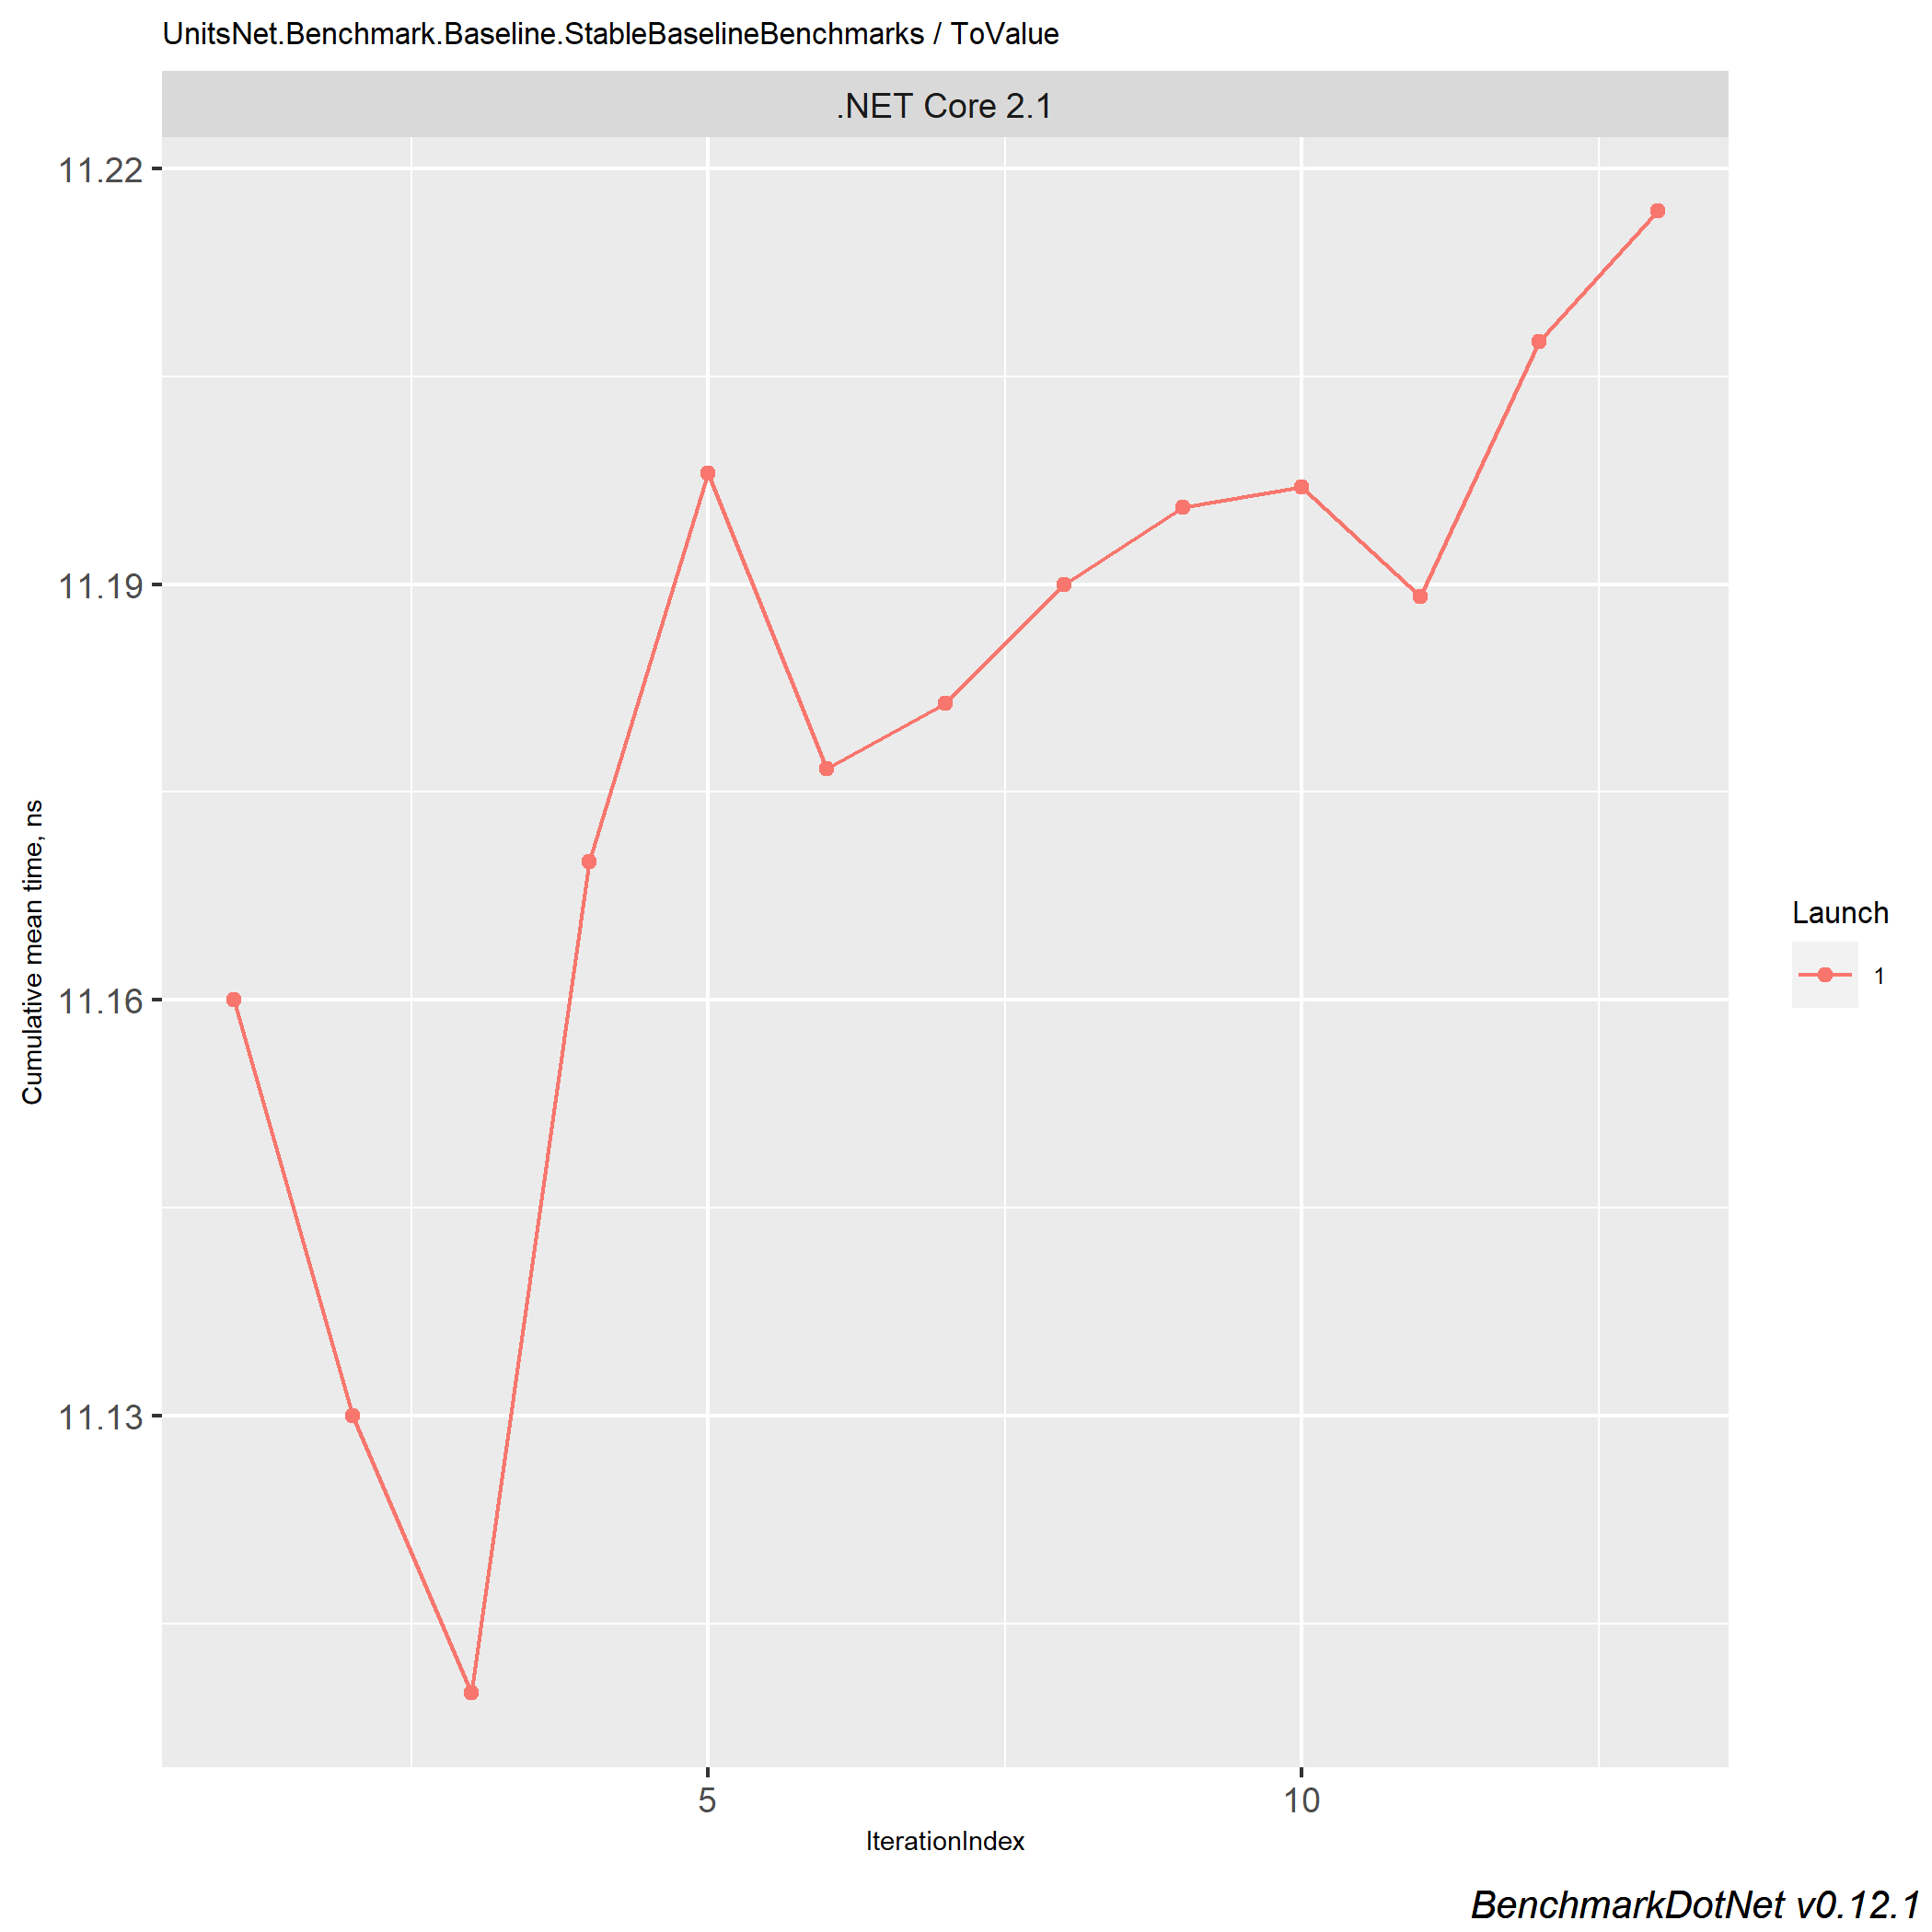 UnitsNet.Benchmark.Baseline.StableBaselineBenchmarks / ToValue
.NET Core 2.1
11.22
11.19
11.16
11.13
Cumulative mean time, ns
5
10
IterationIndex
Launch
1
BenchmarkDotNet v0.12.1